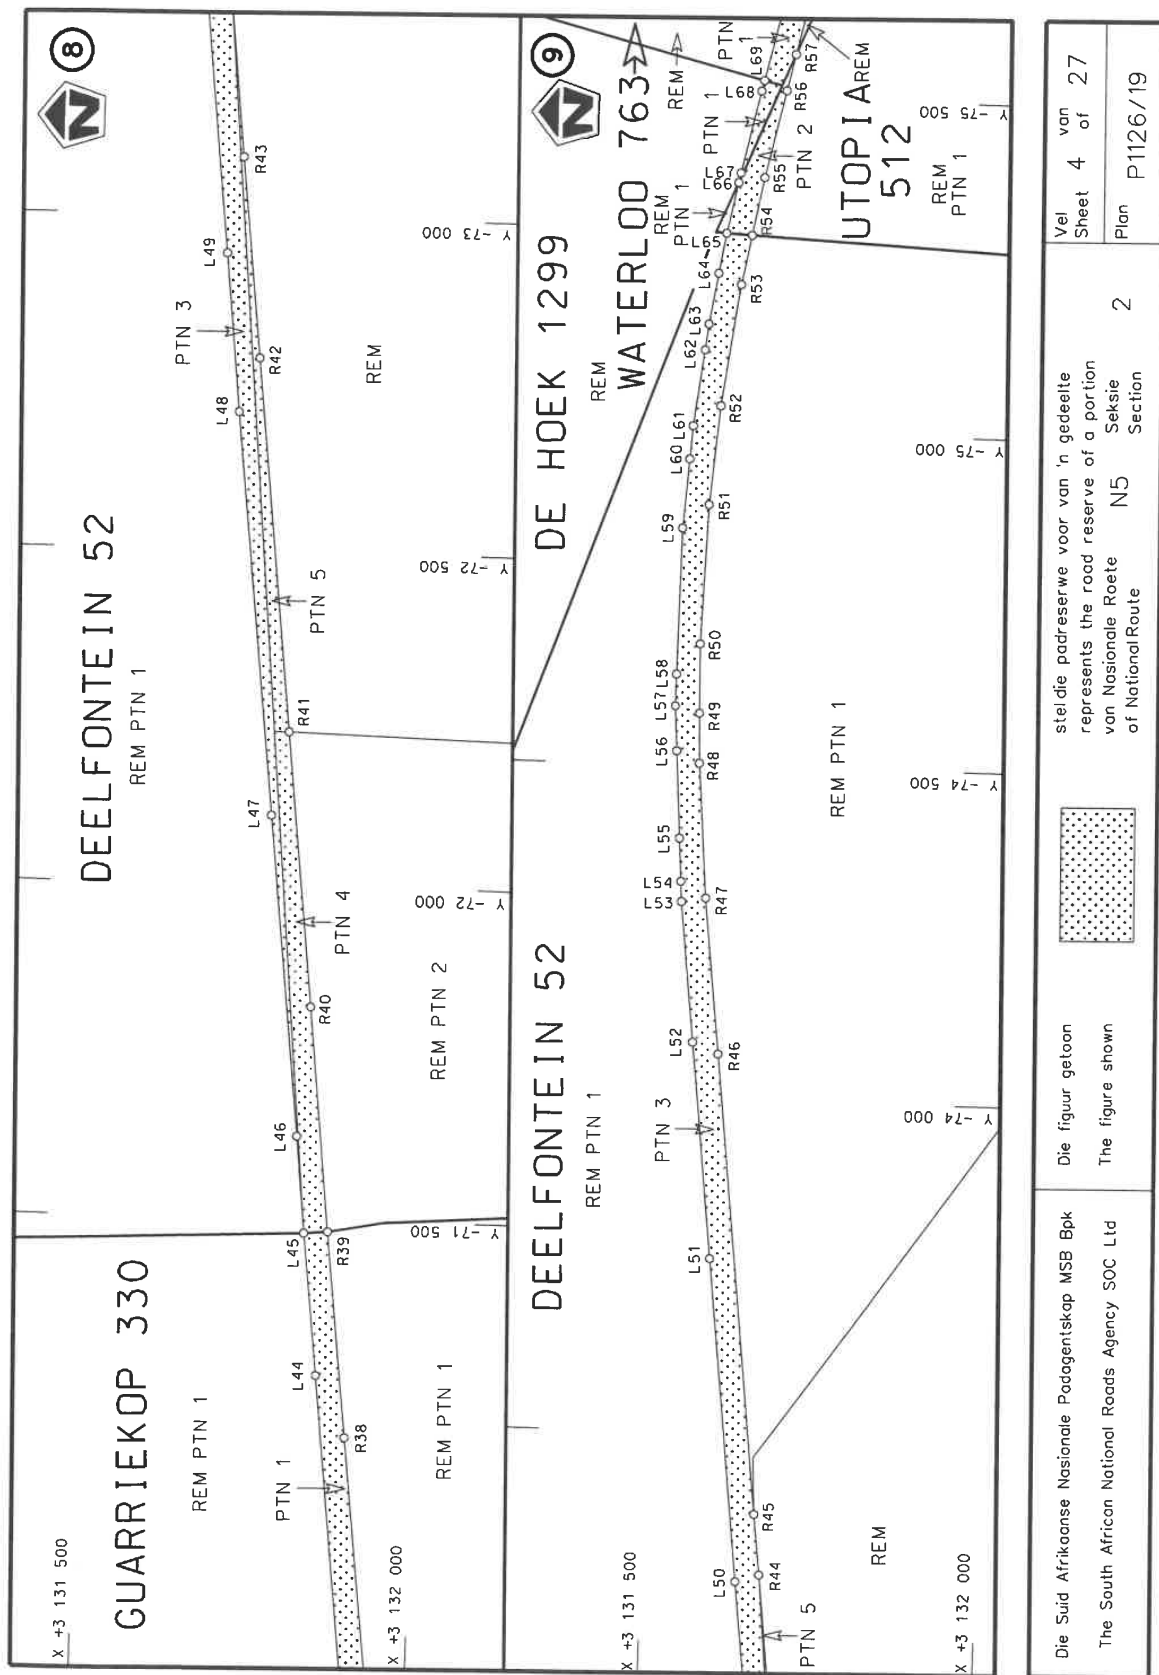 8
N
DEELFONTEIN 52
REM PTN 1
GUARRIEKOP 330
REM PTN 1
PTN 1
REM PTN 1
X +3 131 500
X +3 132 000
L44
L45
L46
L47
L48
L49
R38
R39
R40
R41
R42
R43
PTN 3
PTN 4
PTN 5
REM PTN 2
REM
Y -71 500
Y -72 000
Y -72 500
Y -73 000
9
N
DEELFONTEIN 52
REM PTN 1
DE HOEK 1299
REM
WATERLOO 763
REM
PTN 1
REM
PTN 1
PTN 1
PTN 2
UTOPIA
512
REM
REM
PTN 1
X +3 131 500
X +3 132 000
L50
L51
L52
L53
L54
L55
L56
L57
L58
L59
L60
L61
L62
L63
L64
L65
L66
L67
L68
L69
R44
R45
R46
R47
R48
R49
R50
R51
R52
R53
R54
R55
R56
R57
PTN 5
PTN 3
REM
REM PTN 1
Y -74 000
Y -74 500
Y -75 000
Y -75 500
Die Suid Afrikaanse Nasionale Padagentskap MSB Bpk
The South African National Roads Agency SOC Ltd
Die figuur getoon
The figure shown
stel die padreserwe voor van 'n gedeelte
represents the road reserve of a portion
van Nasionale Roete N5 Seksie 2
of National Route Section
Vel 4 van 27
Sheet of
Plan P1126/19